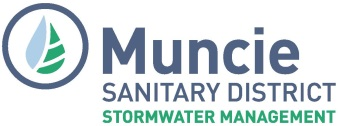 Muncie
SANITARY DISTRICT
STORMWATER MANAGEMENT